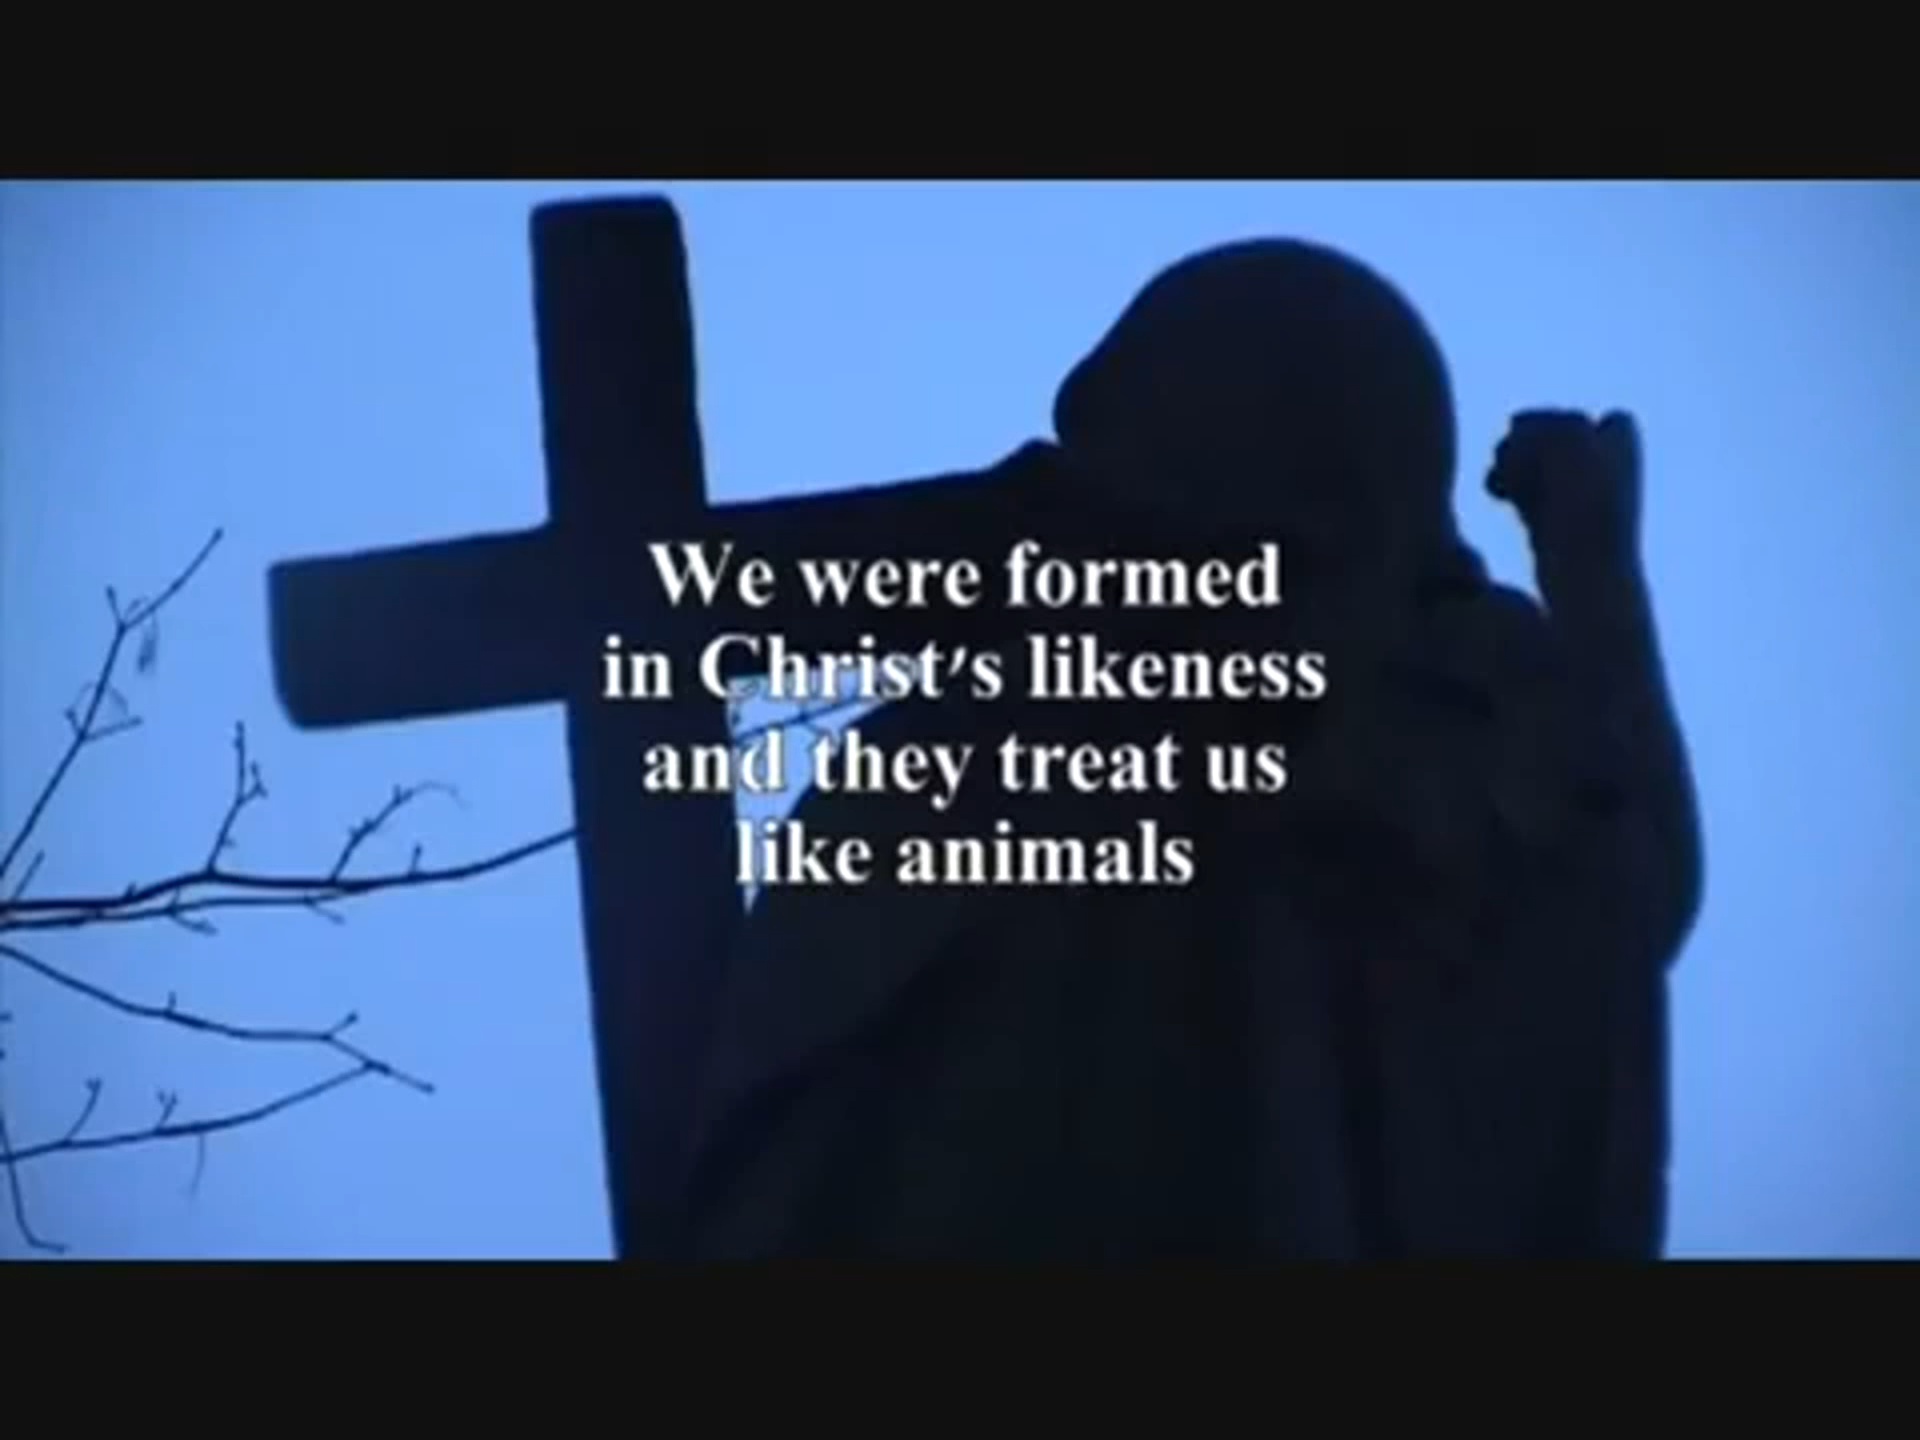 We were formed
in Christ's likeness
and they treat us
like animals